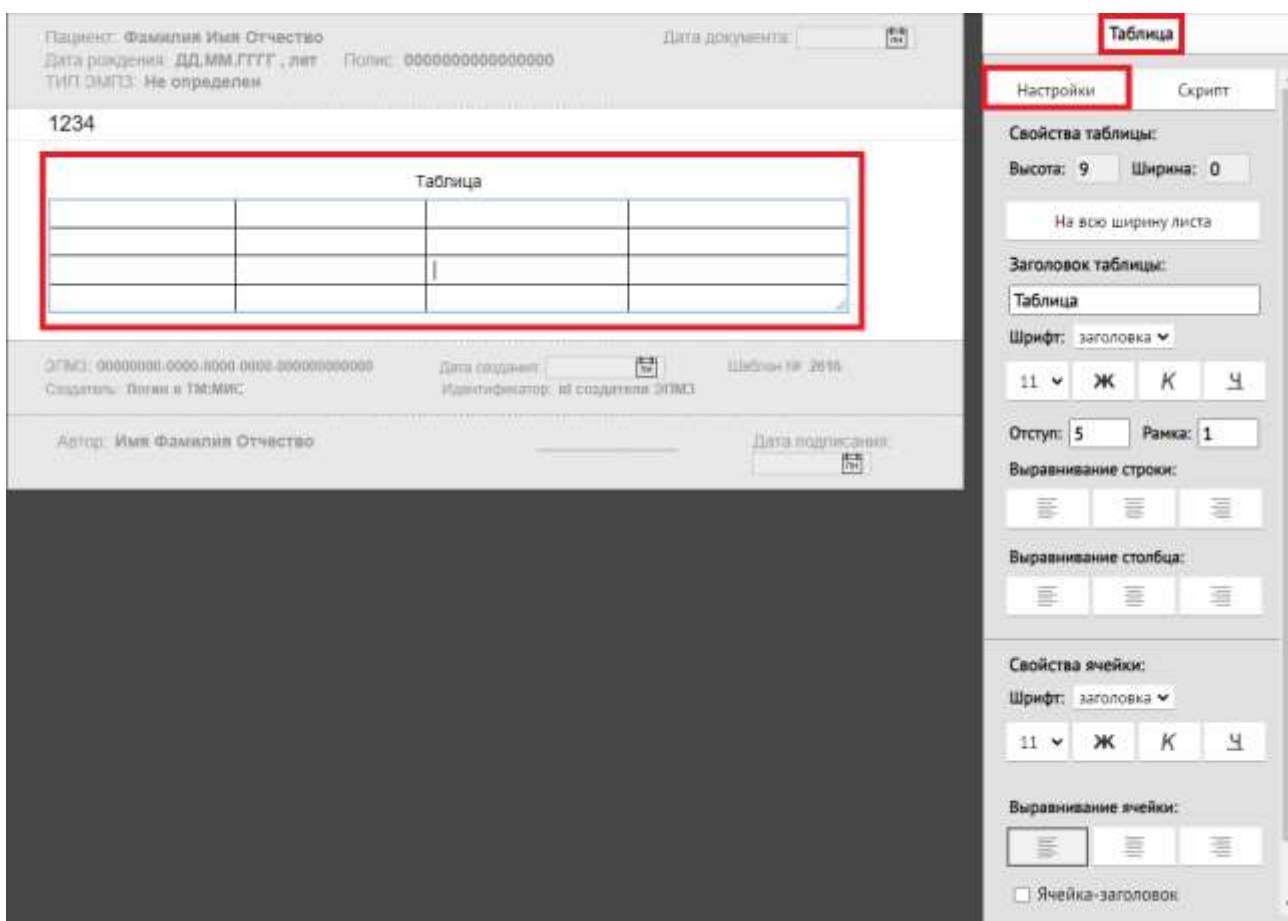 Пациент: Фамилия Имя Отчество
Дата документа:
Дата рождения: ДД.ММ.ГГГГ , лет Полис: 0000000000000000
ТИП ЭМПЗ: Не определен
1234
Таблица
ЭПМЗ: 00000000-0000-0000-0000-000000000000 Дата создания: Шаблон № 2616
Создатель: Логин в ТМ:МИС Идентификатор: id создателя ЭПМЗ
Автор: Имя Фамилия Отчество Дата подписания:
Таблица
Настройки Скрипт
Свойства таблицы:
Высота: 9 Ширина: 0
На всю ширину листа
Заголовок таблицы:
Таблица
Шрифт: заголовка
11 Ж К Ч
Отступ: 5 Рамка: 1
Выравнивание строки:
Выравнивание столбца:
Свойства ячейки:
Шрифт: заголовка
11 Ж К Ч
Выравнивание ячейки:
Ячейка-заголовок